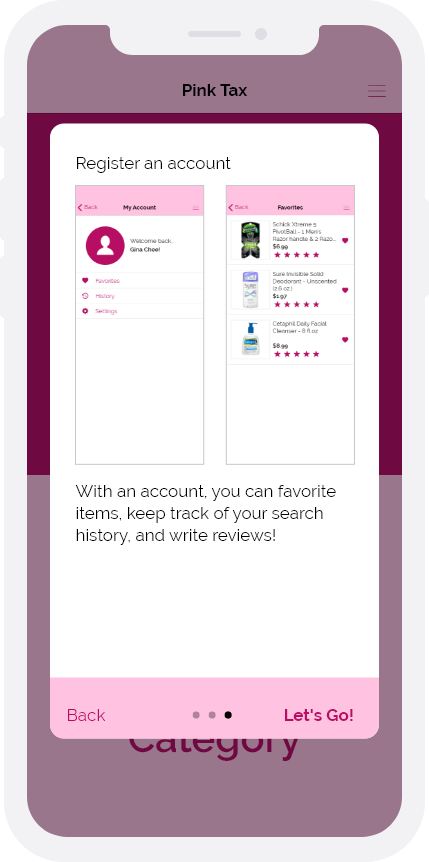 Pink Tax
Register an account
Back
My Account
Welcome back,
Gina Choe!
Favorites
History
Settings
Back
Favorites
Schick Xtreme 3
PivotBall - 1 Men's
Razor handle & 2 Razo...
$6.99
Sure Invisible Solid
Deodorant - Unscented
(2.6 oz.)
$1.97
Cetaphil Daily Facial
Cleanser - 8 fl oz
$8.99
With an account, you can favorite
items, keep track of your search
history, and write reviews!
Back
Let's Go!
Category